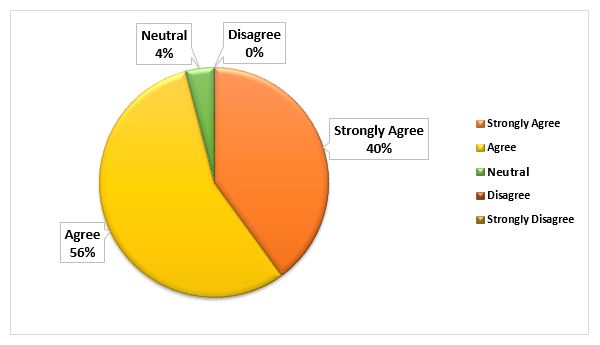 Neutral
4%
Disagree
0%
Strongly Agree
40%
Agree
56%
Strongly Agree
Agree
Neutral
Disagree
Strongly Disagree